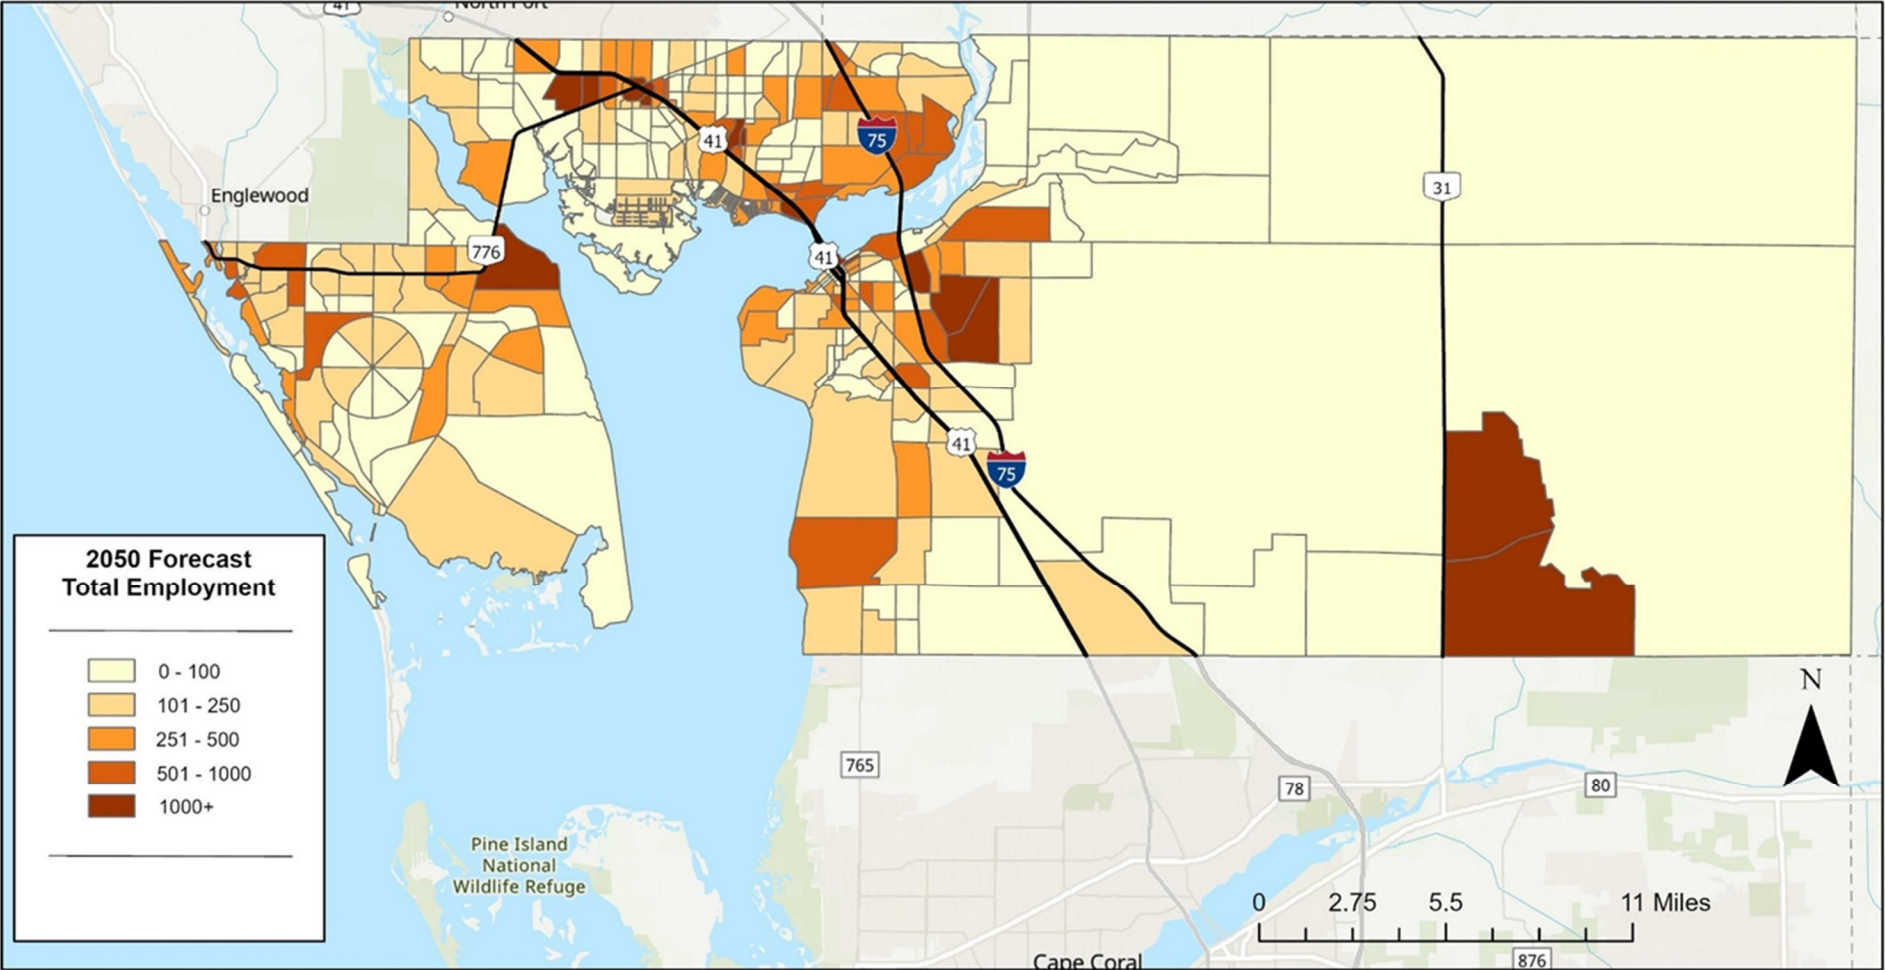 41
North Port
Englewood
41
75
31
776
41
41
75
2050 Forecast
Total Employment
0 - 100
101 - 250
251 - 500
501 - 1000
1000+
N
765
78
80
Pine Island
National
Wildlife Refuge
0 2.75 5.5 11 Miles
Cape Coral
876